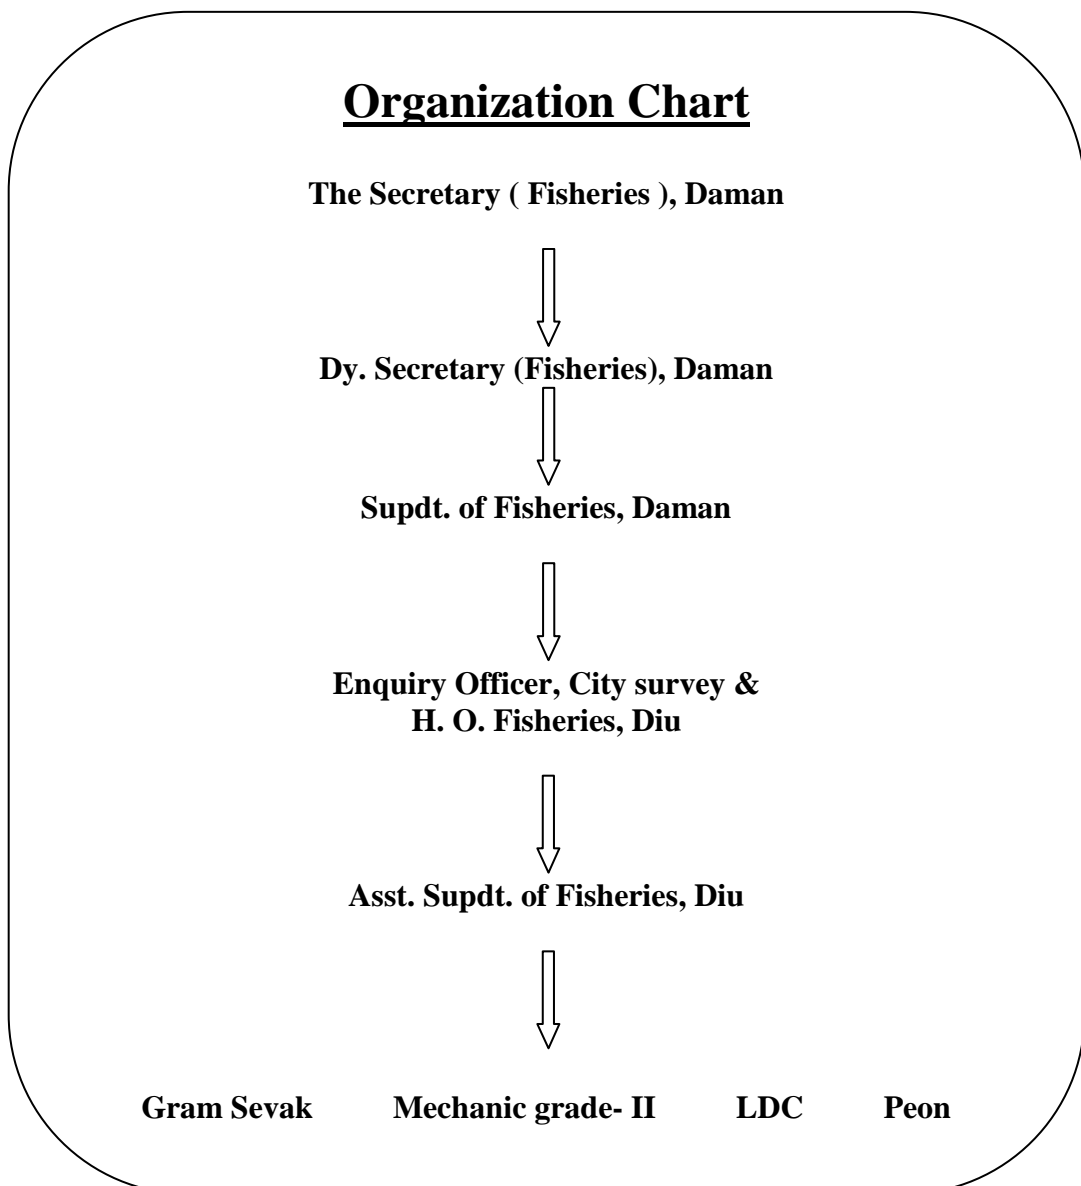 Organization Chart
The Secretary ( Fisheries ), Daman
Dy. Secretary (Fisheries), Daman
Supdt. of Fisheries, Daman
Enquiry Officer, City survey &
H. O. Fisheries, Diu
Asst. Supdt. of Fisheries, Diu
Gram Sevak Mechanic grade- II LDC Peon